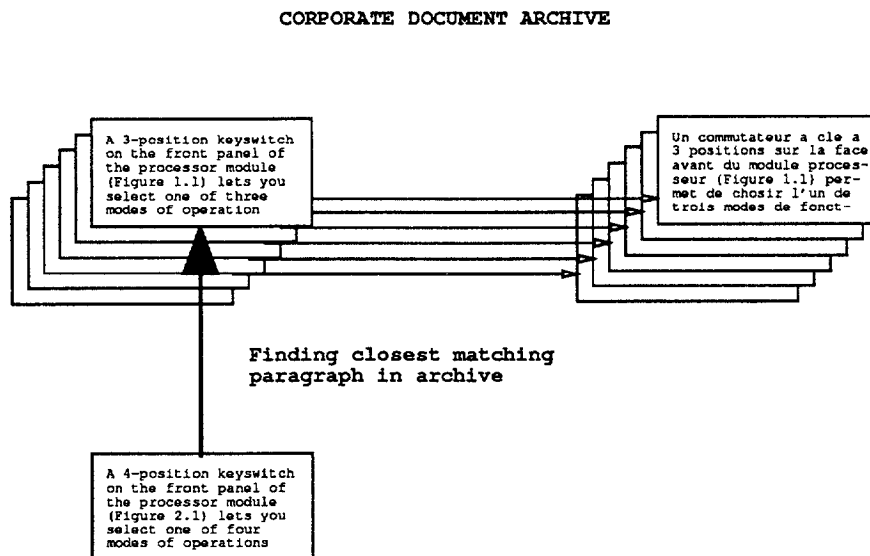 CORPORATE DOCUMENT ARCHIVE
A 3-position keyswitch
on the front panel of
the processor module
(Figure 1.1) lets you
select one of three
modes of operation
Un commutateur a cle a
3 positions sur la face
avant du module proces-
seur (Figure 1.1) per-
met de chosir l'un de
trois modes de fonct-
Finding closest matching
paragraph in archive
A 4-position keyswitch
on the front panel of
the processor module
(Figure 2.1) lets you
select one of four
modes of operations